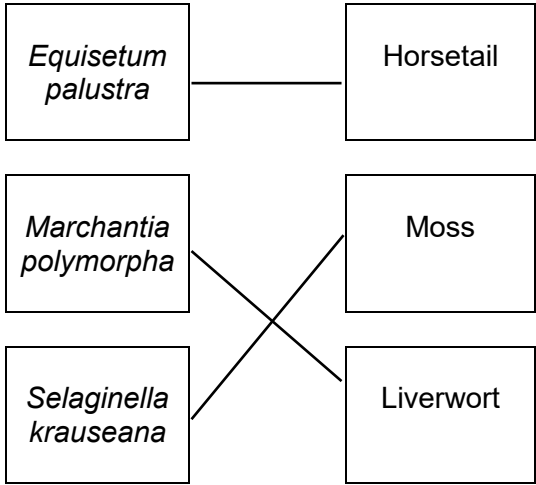 Equisetum
palustra
Horsetail
Marchantia
polymorpha
Moss
Selaginella
krauseana
Liverwort